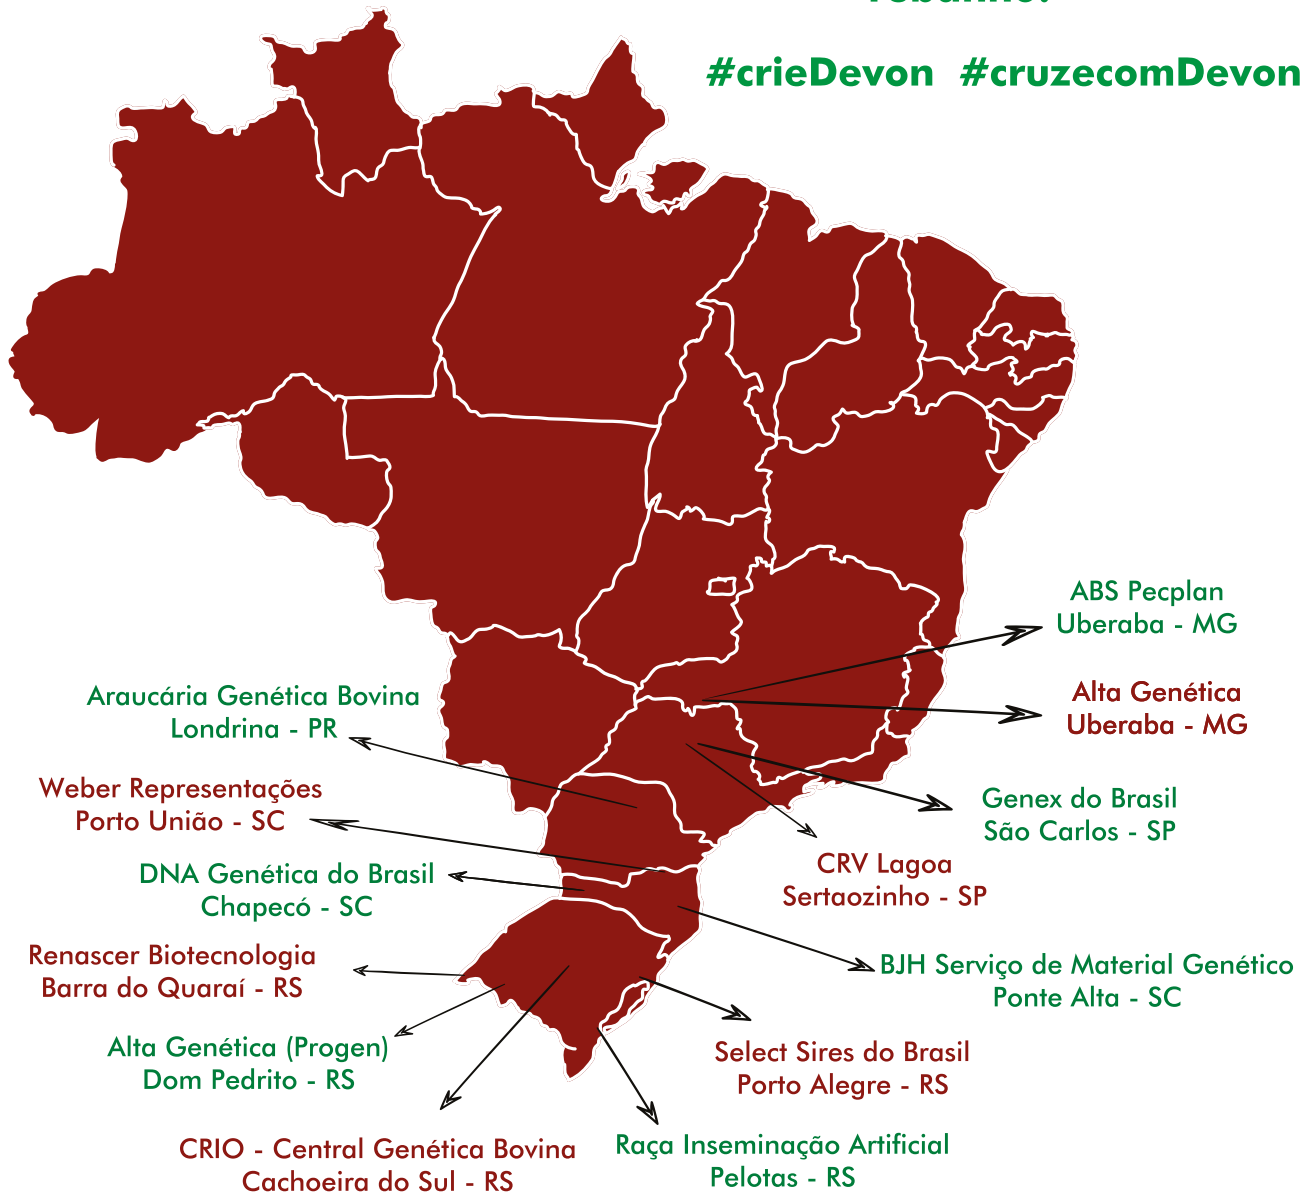 rebanho!
#crieDevon #cruzecomDevon
ABS Pecplan
Uberaba - MG
Alta Genética
Uberaba - MG
Araucária Genética Bovina
Londrina - PR
Weber Representações
Porto União - SC
Genex do Brasil
São Carlos - SP
CRV Lagoa
Sertaozinho - SP
DNA Genética do Brasil
Chapecó - SC
Renascer Biotecnologia
Barra do Quaraí - RS
BJH Serviço de Material Genético
Ponte Alta - SC
Alta Genética (Progen)
Dom Pedrito - RS
Select Sires do Brasil
Porto Alegre - RS
CRIO - Central Genética Bovina
Cachoeira do Sul - RS
Raça Inseminação Artificial
Pelotas - RS